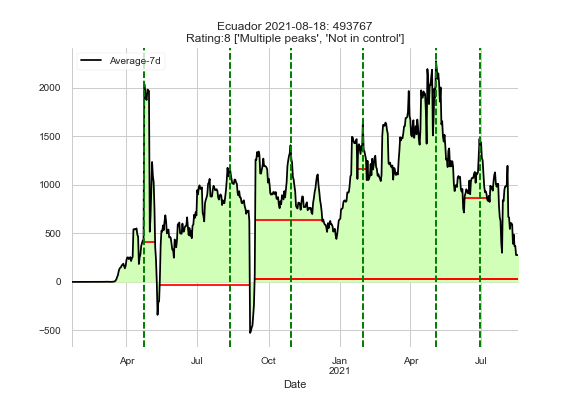 Ecuador 2021-08-18: 493767
Rating:8 ['Multiple peaks', 'Not in control']
Average-7d
2000
1500
1000
500
0
−500
Apr
Jul
Oct
Jan
2021
Apr
Jul
Date